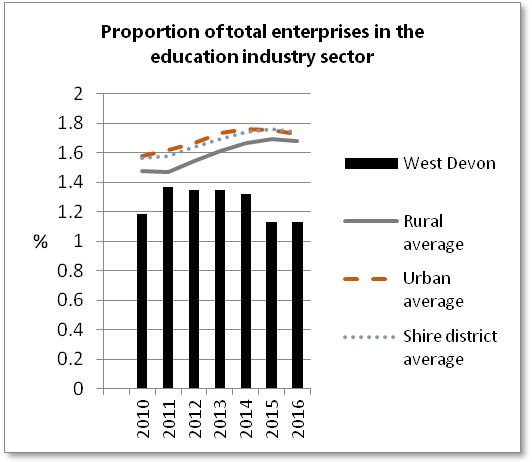 Proportion of total enterprises in the
education industry sector
2
1.8
1.6
1.4
1.2
1
0.8
0.6
0.4
0.2
0
%
2010
2011
2012
2013
2014
2015
2016
West Devon
Rural
average
Urban
average
Shire district
average